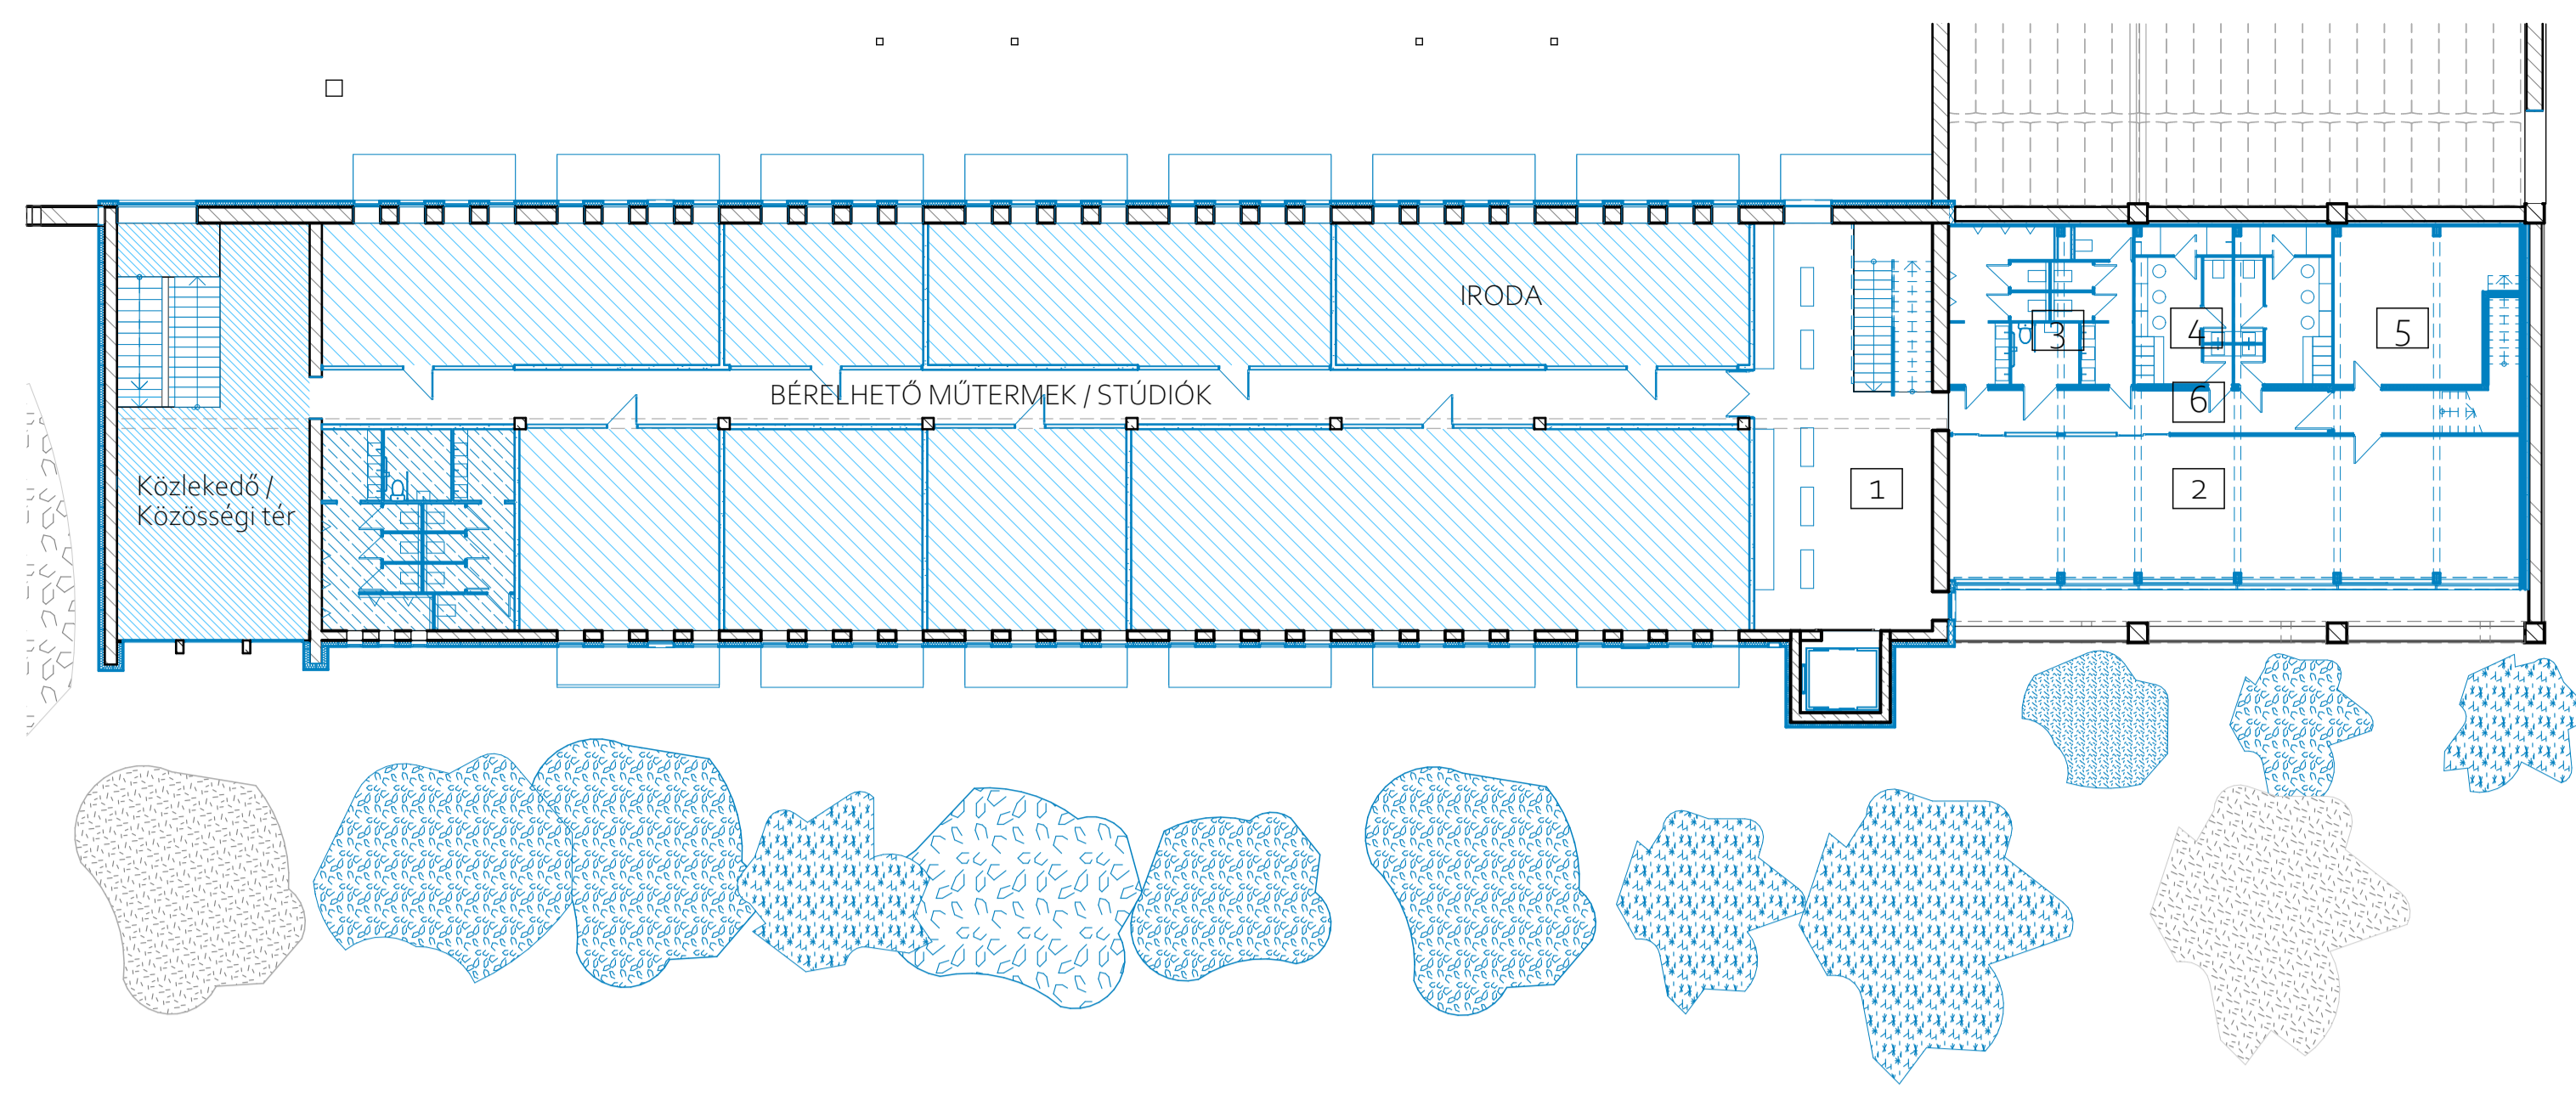 IRODA
BÉRELHETŐ MŰTERMEK / STÚDIÓK
Közlekedő /
Közösségi tér
1
2
3
4
5
6